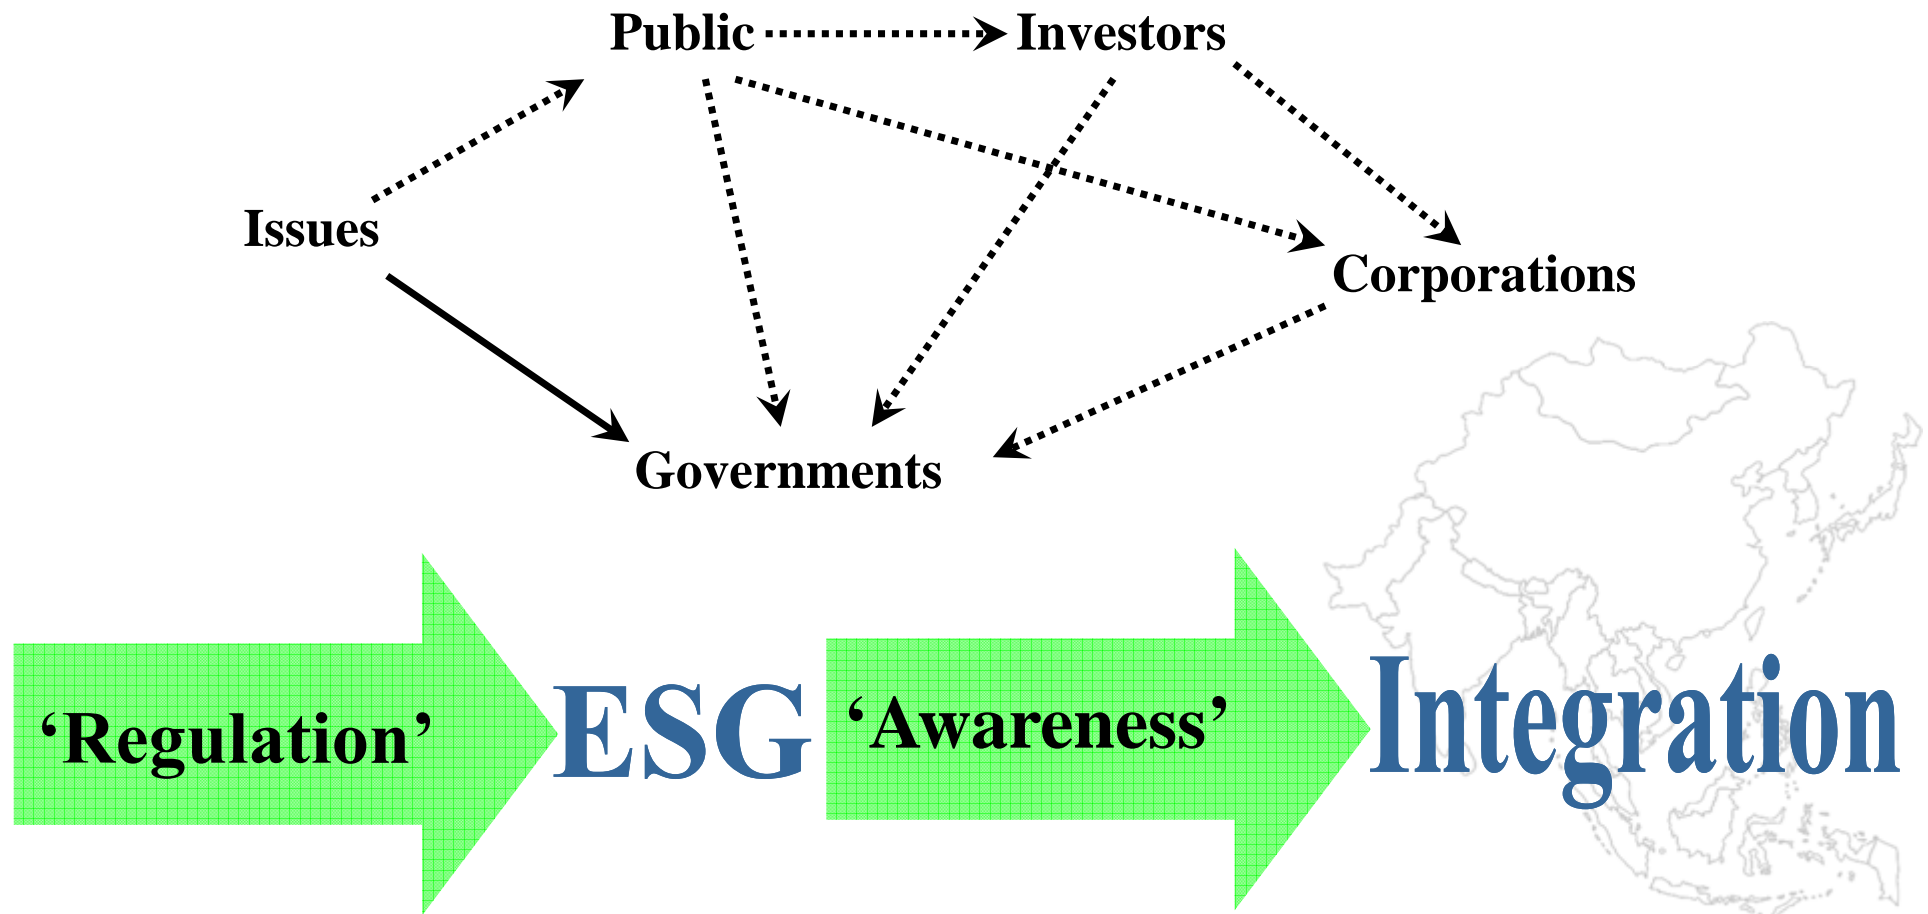 Public
Investors
Issues
Corporations
Governments
‘Regulation’
ESG
‘Awareness’
Integration